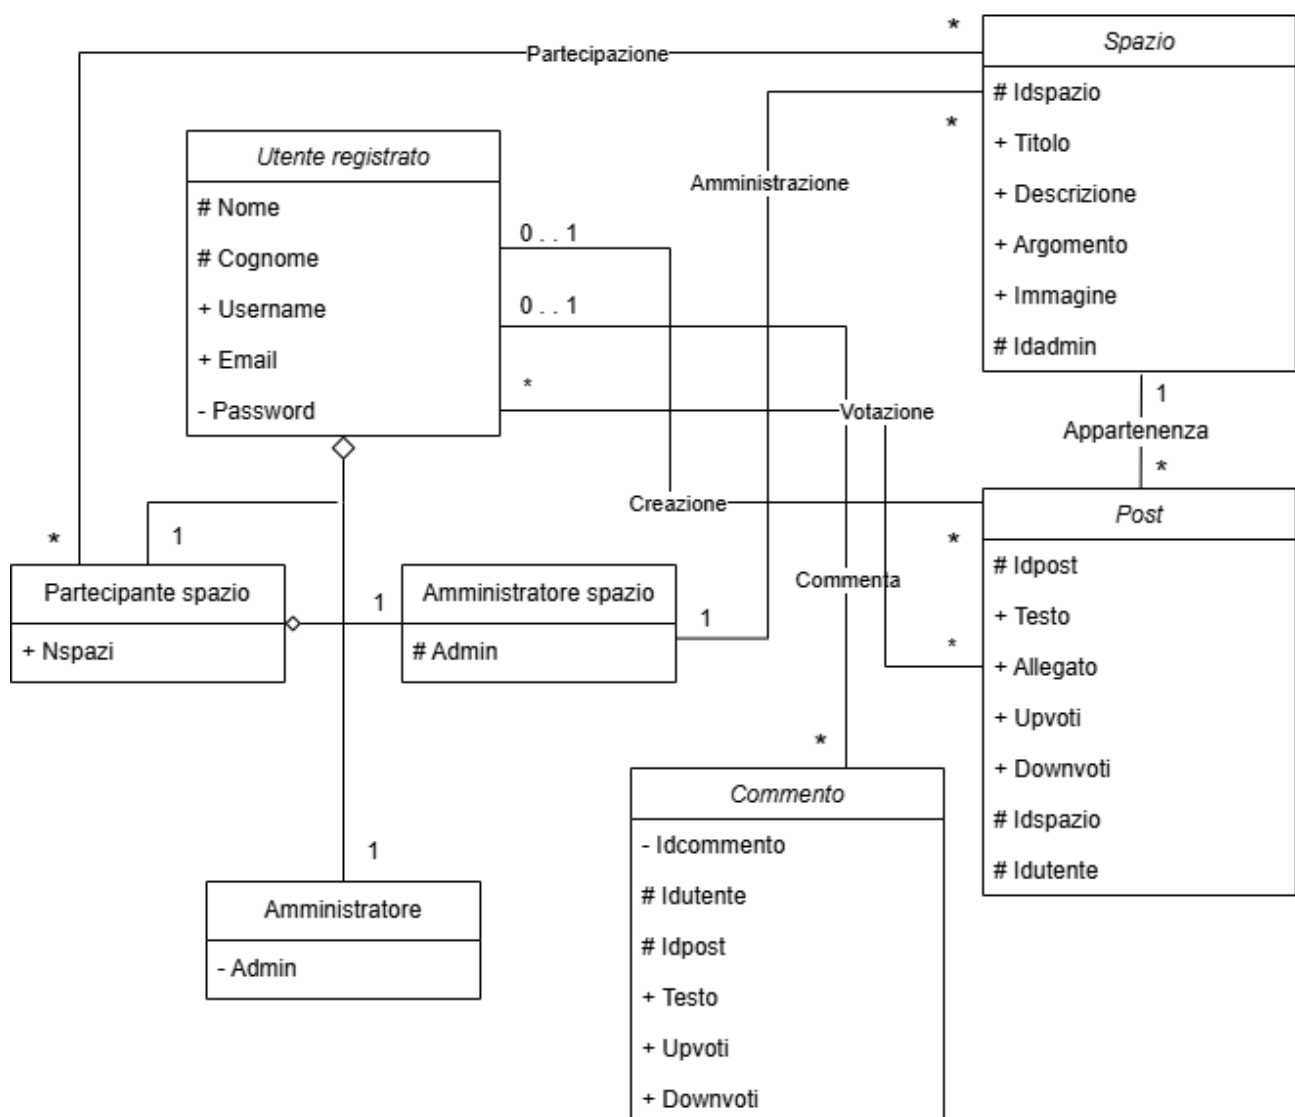 *
Partecipazione
Spazio
# Idspazio
+ Titolo
+ Descrizione
+ Argomento
+ Immagine
# Idadmin
*
Amministrazione
Utente registrato
# Nome
# Cognome
+ Username
+ Email
- Password
0 . . 1
0 . . 1
*
Votazione
1
Appartenenza
*
Creazione
Post
# Idpost
+ Testo
+ Allegato
+ Upvoti
+ Downvoti
# Idspazio
# Idutente
*
*
*
1
Partecipante spazio
+ Nspazi
1
Amministratore spazio
# Admin
1
Commenta
*
Commento
- Idcommento
# Idutente
# Idpost
+ Testo
+ Upvoti
+ Downvoti
1
Amministratore
- Admin